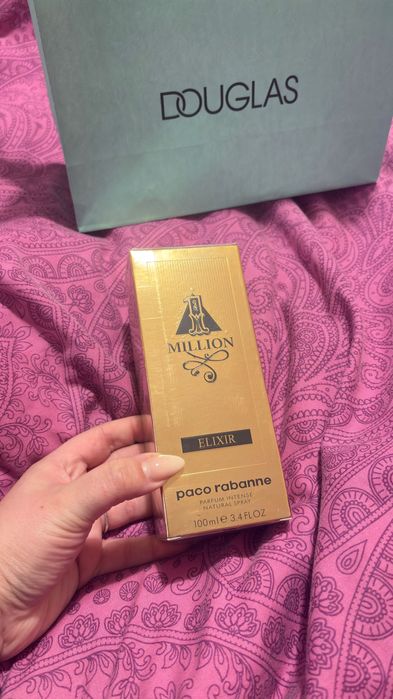 DOUGLAS
1
MILLION
ELIXIR
paco rabanne
PARFUM INTENSE
NATURAL SPRAY
100ml ℮ 3.4 FL.OZ